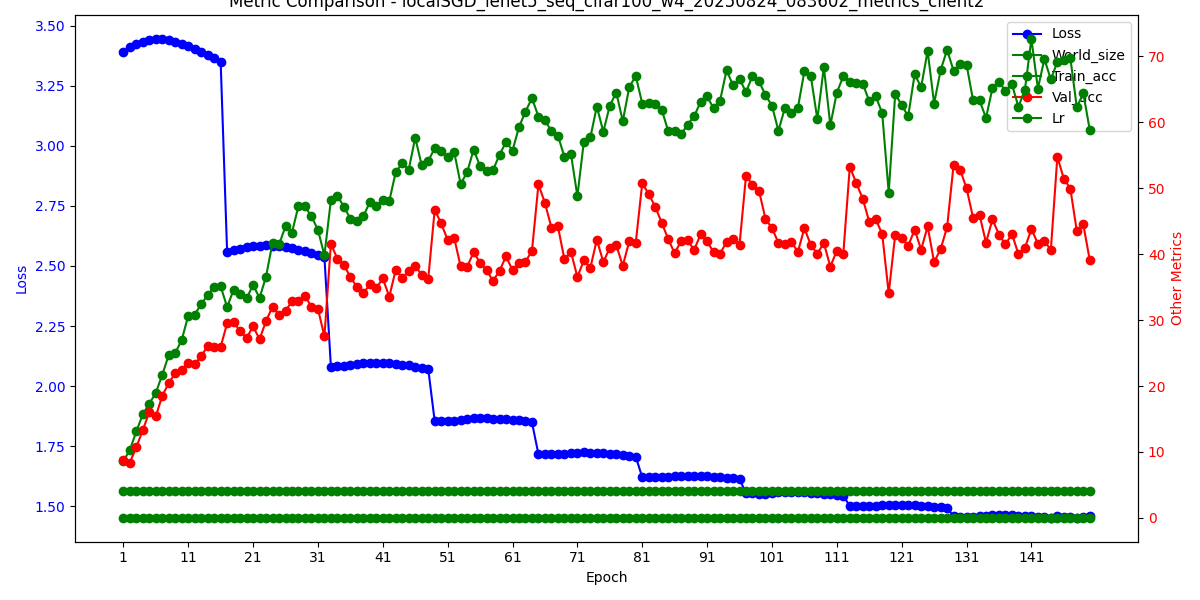 Metric Comparison - localSGD_lenet5_seq_cifar100_w4_20250824_083602_metrics_client2
Loss
World_size
Train_acc
Val_acc
Lr
3.50
3.25
3.00
2.75
2.50
2.25
2.00
1.75
1.50
Loss
70
60
50
40
30
20
10
0
Other Metrics
1 11 21 31 41 51 61 71 81 91 101 111 121 131 141
Epoch